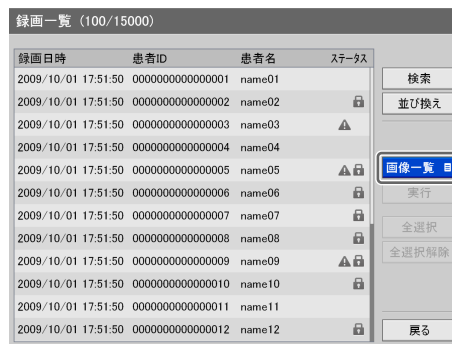 録画一覧 (100/15000)
録画日時 患者ID 患者名 ステータス
2009/10/01 17:51:50 0000000000000001 name01
2009/10/01 17:51:50 0000000000000002 name02
2009/10/01 17:51:50 0000000000000003 name03
2009/10/01 17:51:50 0000000000000004 name04
2009/10/01 17:51:50 0000000000000005 name05
2009/10/01 17:51:50 0000000000000006 name06
2009/10/01 17:51:50 0000000000000007 name07
2009/10/01 17:51:50 0000000000000008 name08
2009/10/01 17:51:50 0000000000000009 name09
2009/10/01 17:51:50 0000000000000010 name10
2009/10/01 17:51:50 0000000000000011 name11
2009/10/01 17:51:50 0000000000000012 name12
検索
並び換え
画像一覧
実行
全選択
全選択解除
戻る